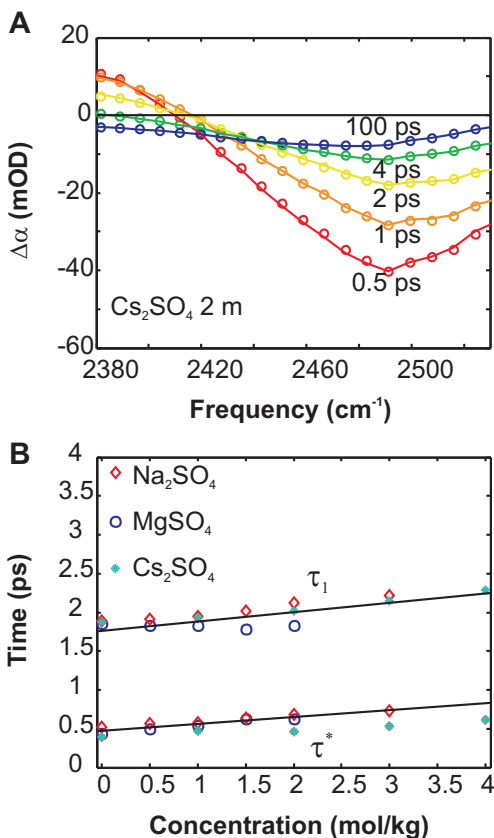 A
20
0
-20
-40
-60
Δα (mOD)
100 ps
4 ps
2 ps
1 ps
0.5 ps
Cs₂SO₄ 2 m
2380 2420 2460 2500
Frequency (cm⁻¹)
B
4
3
2
1
0
3.5
2.5
1.5
0.5
Time (ps)
Na₂SO₄
MgSO₄
Cs₂SO₄
τ₁
τ*
0 0.5 1 1.5 2 2.5 3 3.5 4
Concentration (mol/kg)